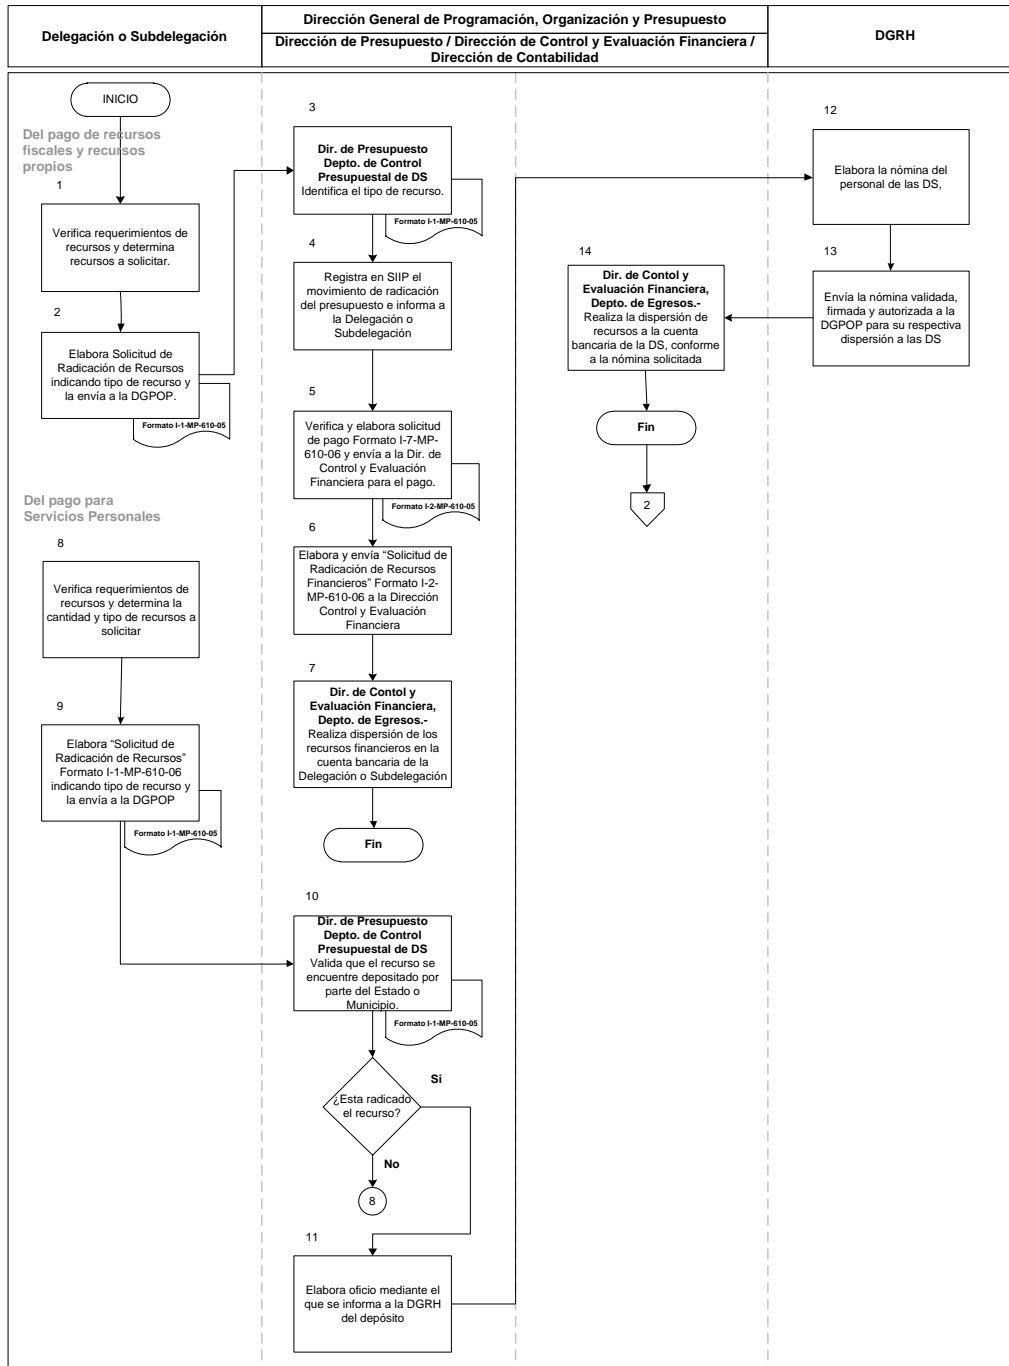 Delegación o Subdelegación
Dirección General de Programación, Organización y Presupuesto
Dirección de Presupuesto / Dirección de Control y Evaluación Financiera /
Dirección de Contabilidad
DGRH
INICIO
Del pago de recursos
fiscales y recursos
propios
1
Verifica requerimientos de
recursos y determina
recursos a solicitar.
2
Elabora Solicitud de
Radicación de Recursos
indicando tipo de recurso y
la envía a la DGPOP.
Formato I-1-MP-610-05
3
Dir. de Presupuesto
Depto. de Control
Presupuestal de DS
Identifica el tipo de recurso.
Formato I-1-MP-610-05
4
Registra en SIIP el
movimiento de radicación
del presupuesto e informa a
la Delegación o
Subdelegación
5
Verifica y elabora solicitud
de pago Formato I-7-MP-
610-06 y envía a la Dir. de
Control y Evaluación
Financiera para el pago.
Formato I-2-MP-610-05
6
Elabora y envía “Solicitud de
Radicación de Recursos
Financieros” Formato I-2-
MP-610-06 a la Dirección
Control y Evaluación
Financiera
7
Dir. de Contol y
Evaluación Financiera,
Depto. de Egresos.-
Realiza dispersión de los
recursos financieros en la
cuenta bancaria de la
Delegación o Subdelegación
Fin
Del pago para
Servicios Personales
8
Verifica requerimientos de
recursos y determina la
cantidad y tipo de recursos a
solicitar
9
Elabora “Solicitud de
Radicación de Recursos”
Formato I-1-MP-610-06
indicando tipo de recurso y
la envía a la DGPOP
Formato I-1-MP-610-05
10
Dir. de Presupuesto
Depto. de Control
Presupuestal de DS
Valida que el recurso se
encuentre depositado por
parte del Estado o
Municipio.
Formato I-1-MP-610-05
¿Esta radicado
el recurso?
Si
No
8
11
Elabora oficio mediante el
que se informa a la DGRH
del depósito
12
Elabora la nómina del
personal de las DS,
13
Envía la nómina validada,
firmada y autorizada a la
DGPOP para su respectiva
dispersión a las DS
14
Dir. de Contol y
Evaluación Financiera,
Depto. de Egresos.-
Realiza la dispersión de
recursos a la cuenta
bancaria de la DS, conforme
a la nómina solicitada
Fin
2